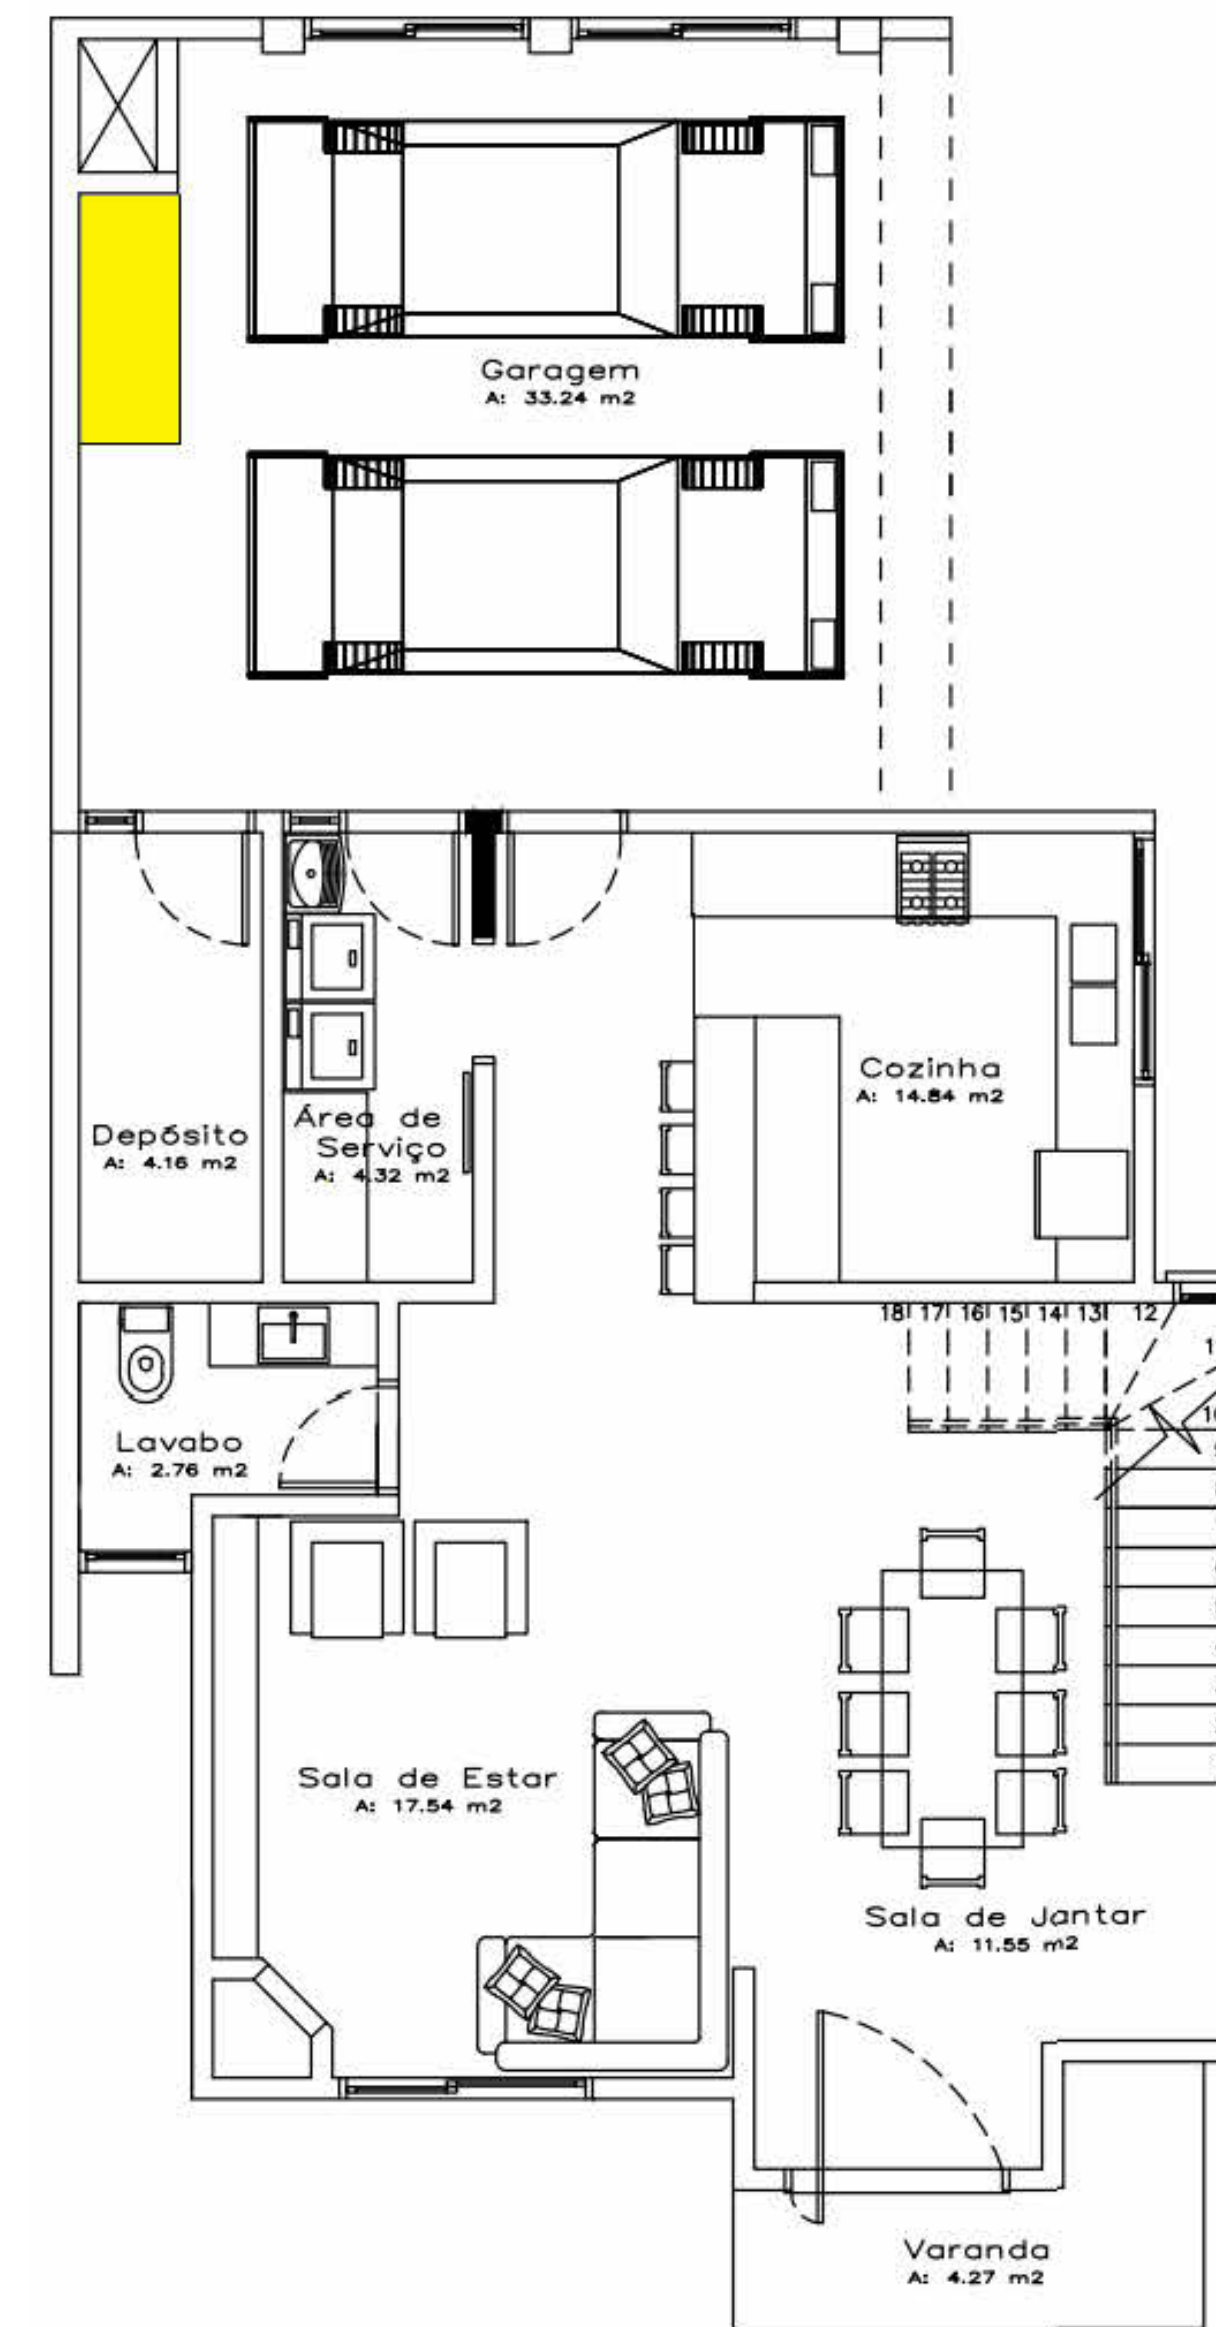 Garagem
A: 33.24 m2
Cozinha
A: 14.84 m2
Depósito
A: 4.16 m2
Área de
Serviço
A: 4.32 m2
18 17 16 15 14 13 12
Lavabo
A: 2.76 m2
Sala de Estar
A: 17.54 m2
Sala de Jantar
A: 11.55 m2
Varanda
A: 4.27 m2